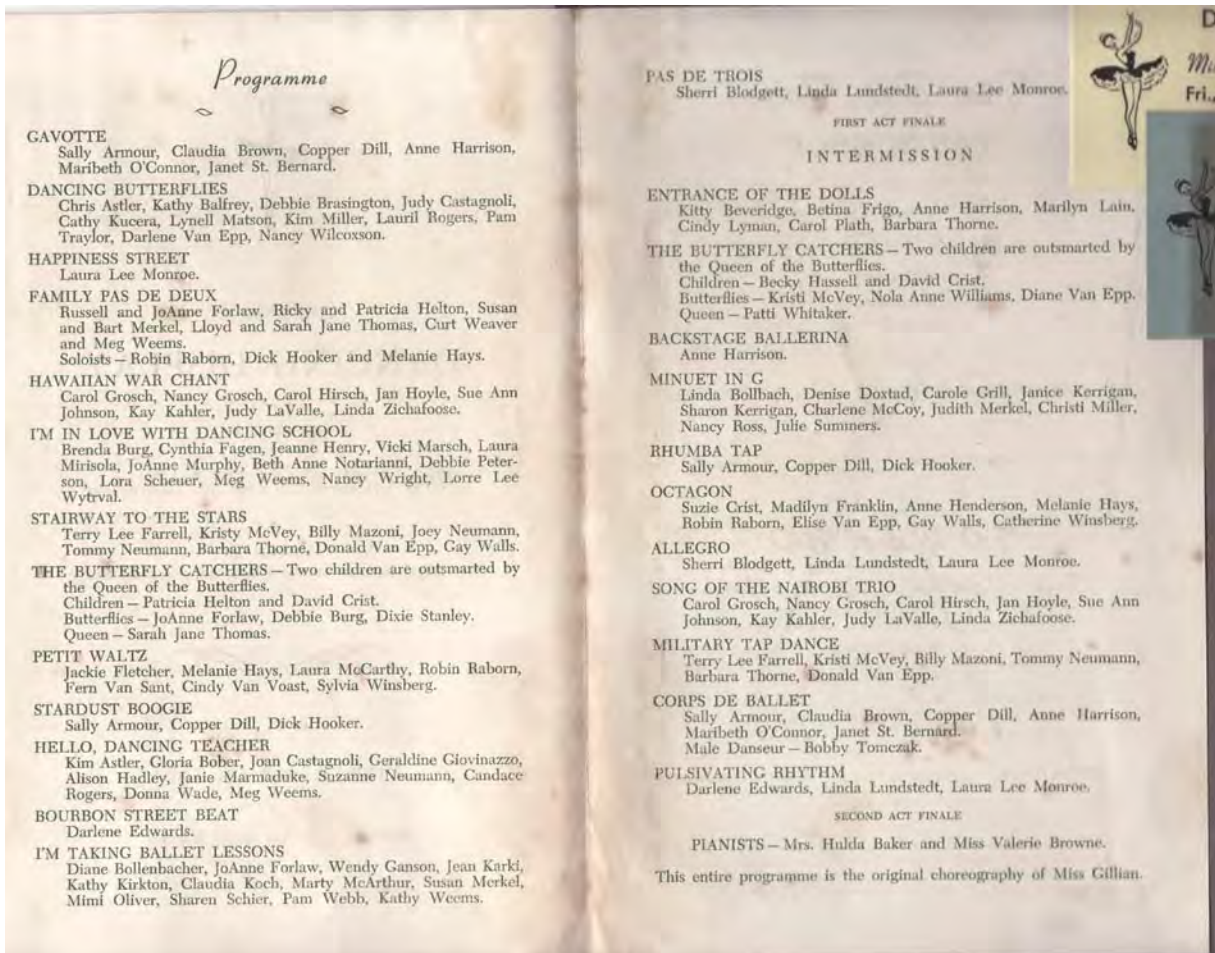 Programme
GAVOTTE
Sally Armour, Claudia Brown, Copper Dill, Anne Harrison,
Maribeth O'Connor, Janet St. Bernard.
DANCING BUTTERFLIES
Chris Astler, Kathy Balfrey, Debbie Brasington, Judy Castagnoli,
Cathy Kucera, Lynell Matson, Kim Miller, Lauril Rogers, Pam
Traylor, Darlene Van Epp, Nancy Wilcoxson.
HAPPINESS STREET
Laura Lee Monroe.
FAMILY PAS DE DEUX
Russell and JoAnne Forlaw, Ricky and Patricia Helton, Susan
and Bart Merkel, Lloyd and Sarah Jane Thomas, Curt Weaver
and Meg Weems.
Soloists — Robin Raborn, Dick Hooker and Melanie Hays.
HAWAIIAN WAR CHANT
Carol Grosch, Nancy Grosch, Carol Hirsch, Jan Hoyle, Sue Ann
Johnson, Kay Kahler, Judy LaValle, Linda Zichafoose.
I'M IN LOVE WITH DANCING SCHOOL
Brenda Burg, Cynthia Fagen, Jeanne Henry, Vicki Marsch, Laura
Mirisola, JoAnne Murphy, Beth Anne Notarianni, Debbie Peter-
son, Lora Scheuer, Meg Weems, Nancy Wright, Lorre Lee
Wytrval.
STAIRWAY TO THE STARS
Terry Lee Farrell, Kristy McVey, Billy Mazoni, Joey Neumann,
Tommy Neumann, Barbara Thorne, Donald Van Epp, Gay Walls.
THE BUTTERFLY CATCHERS — Two children are outsmarted by
the Queen of the Butterflies.
Children — Patricia Helton and David Crist.
Butterflies — JoAnne Forlaw, Debbie Burg, Dixie Stanley.
Queen — Sarah Jane Thomas.
PETIT WALTZ
Jackie Fletcher, Melanie Hays, Laura McCarthy, Robin Raborn,
Fern Van Sant, Cindy Van Voast, Sylvia Winsberg.
STARDUST BOOGIE
Sally Armour, Copper Dill, Dick Hooker.
HELLO, DANCING TEACHER
Kim Astler, Gloria Bober, Joan Castagnoli, Geraldine Giovinazzo,
Alison Hadley, Janie Marmaduke, Suzanne Neumann, Candace
Rogers, Donna Wade, Meg Weems.
BOURBON STREET BEAT
Darlene Edwards.
I'M TAKING BALLET LESSONS
Diane Bollenbacher, JoAnne Forlaw, Wendy Ganson, Jean Karki,
Kathy Kirkton, Claudia Koch, Marty McArthur, Susan Merkel,
Mimi Oliver, Sharen Schier, Pam Webb, Kathy Weems.
PAS DE TROIS
Sherri Blodgett, Linda Lundstedt, Laura Lee Monroe.
FIRST ACT FINALE
INTERMISSION
ENTRANCE OF THE DOLLS
Kitty Beveridge, Betina Frigo, Anne Harrison, Marilyn Lain,
Cindy Lyman, Carol Plath, Barbara Thorne.
THE BUTTERFLY CATCHERS — Two children are outsmarted by
the Queen of the Butterflies.
Children — Becky Hassell and David Crist.
Butterflies — Kristi McVey, Nola Anne Williams, Diane Van Epp.
Queen — Patti Whitaker.
BACKSTAGE BALLERINA
Anne Harrison.
MINUET IN G
Linda Bollbach, Denise Doxtad, Carole Grill, Janice Kerrigan,
Sharon Kerrigan, Charlene McCoy, Judith Merkel, Christi Miller,
Nancy Ross, Julie Summers.
RHUMBA TAP
Sally Armour, Copper Dill, Dick Hooker.
OCTAGON
Suzie Crist, Madilyn Franklin, Anne Henderson, Melanie Hays,
Robin Raborn, Elise Van Epp, Gay Walls, Catherine Winsberg.
ALLEGRO
Sherri Blodgett, Linda Lundstedt, Laura Lee Monroe.
SONG OF THE NAIROBI TRIO
Carol Grosch, Nancy Grosch, Carol Hirsch, Jan Hoyle, Sue Ann
Johnson, Kay Kahler, Judy LaValle, Linda Zichafoose.
MILITARY TAP DANCE
Terry Lee Farrell, Kristi McVey, Billy Mazoni, Tommy Neumann,
Barbara Thorne, Donald Van Epp.
CORPS DE BALLET
Sally Armour, Claudia Brown, Copper Dill, Anne Harrison,
Maribeth O'Connor, Janet St. Bernard.
Male Danseur — Bobby Tomczak.
PULSIVATING RHYTHM
Darlene Edwards, Linda Lundstedt, Laura Lee Monroe.
SECOND ACT FINALE
PIANISTS — Mrs. Hulda Baker and Miss Valerie Browne.
This entire programme is the original choreography of Miss Gillian.
D
Fri.,